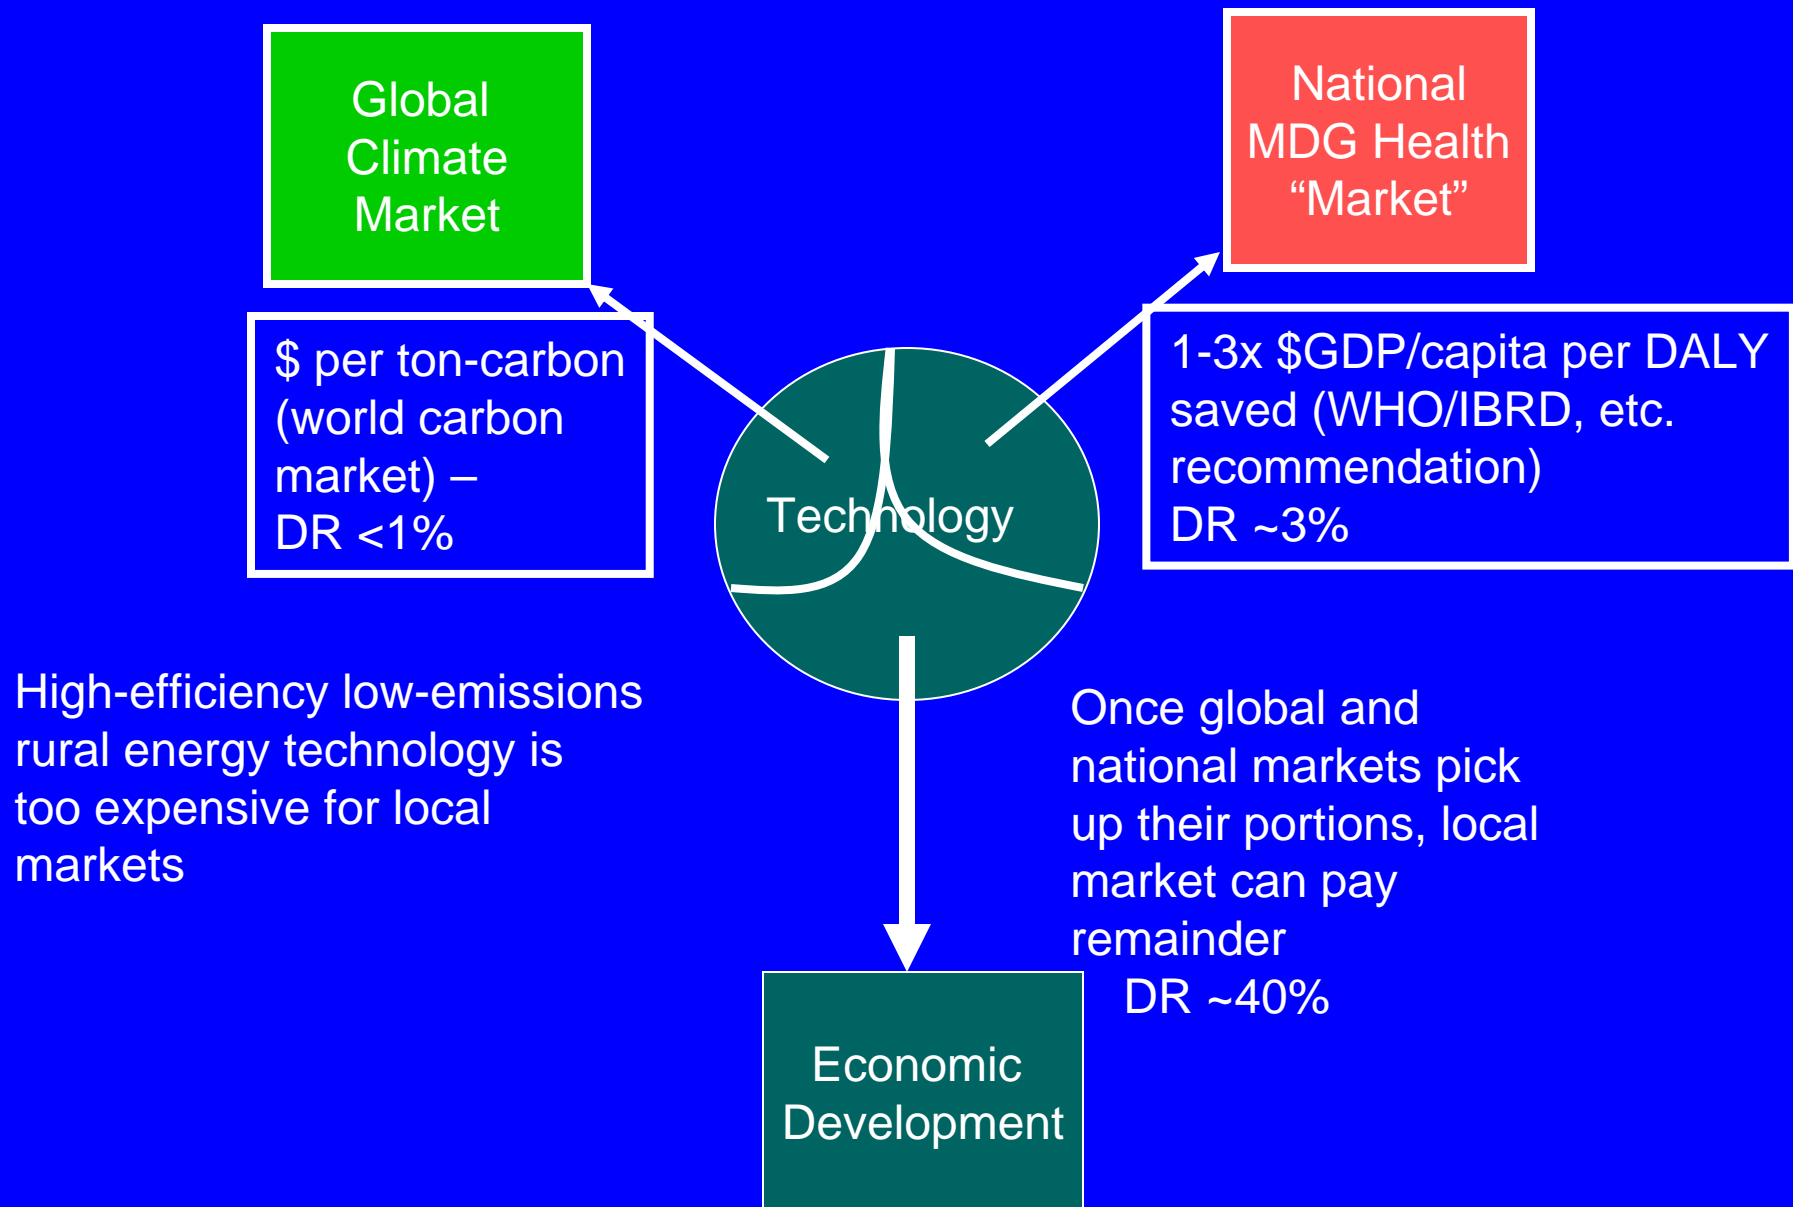 Global
Climate
Market
National
MDG Health
“Market”
$ per ton-carbon
(world carbon
market) –
DR <1%
1-3x $GDP/capita per DALY
saved (WHO/IBRD, etc.
recommendation)
DR ~3%
Technology
High-efficiency low-emissions
rural energy technology is
too expensive for local
markets
Once global and
national markets pick
up their portions, local
market can pay
remainder
DR ~40%
Economic
Development